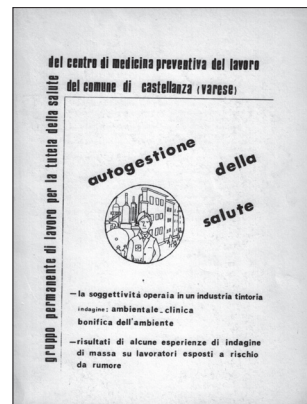 del centro di medicina preventiva del lavoro
del comune di castellanza (varese)
gruppo permanente di lavoro per la tutela della salute
autogestione
della
salute
—la soggettività operaia in un industria tintoria
indagine: ambientale_clinica
bonifica dell'ambiente
—risultati di alcune esperienze di indagine
di massa su lavoratori esposti a rischio
da rumore